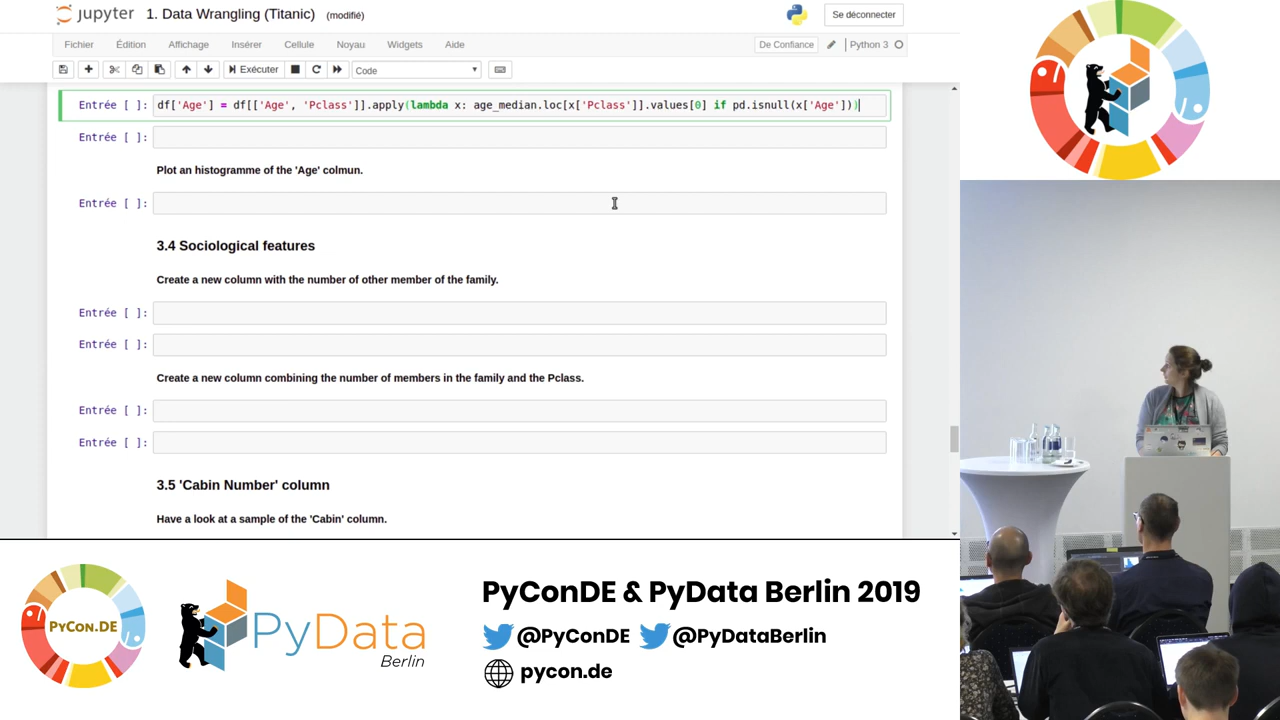 jupyter 1. Data Wrangling (Titanic) (modifié) Se déconnecter
Fichier Édition Affichage Insérer Cellule Noyau Widgets Aide De Confiance Python 3
Exécuter Code
Entrée [ ]: df['Age'] = df[['Age', 'Pclass']].apply(lambda x: age_median.loc[x['Pclass']].values[0] if pd.isnull(x['Age']))
Entrée [ ]:
Plot an histogramme of the 'Age' colmun.
Entrée [ ]:
3.4 Sociological features
Create a new column with the number of other member of the family.
Entrée [ ]:
Entrée [ ]:
Create a new column combining the number of members in the family and the Pclass.
Entrée [ ]:
Entrée [ ]:
3.5 'Cabin Number' column
Have a look at a sample of the 'Cabin' column.
PyCon.DE
PyData
Berlin
PyConDE & PyData Berlin 2019
@PyConDE @PyDataBerlin
pycon.de